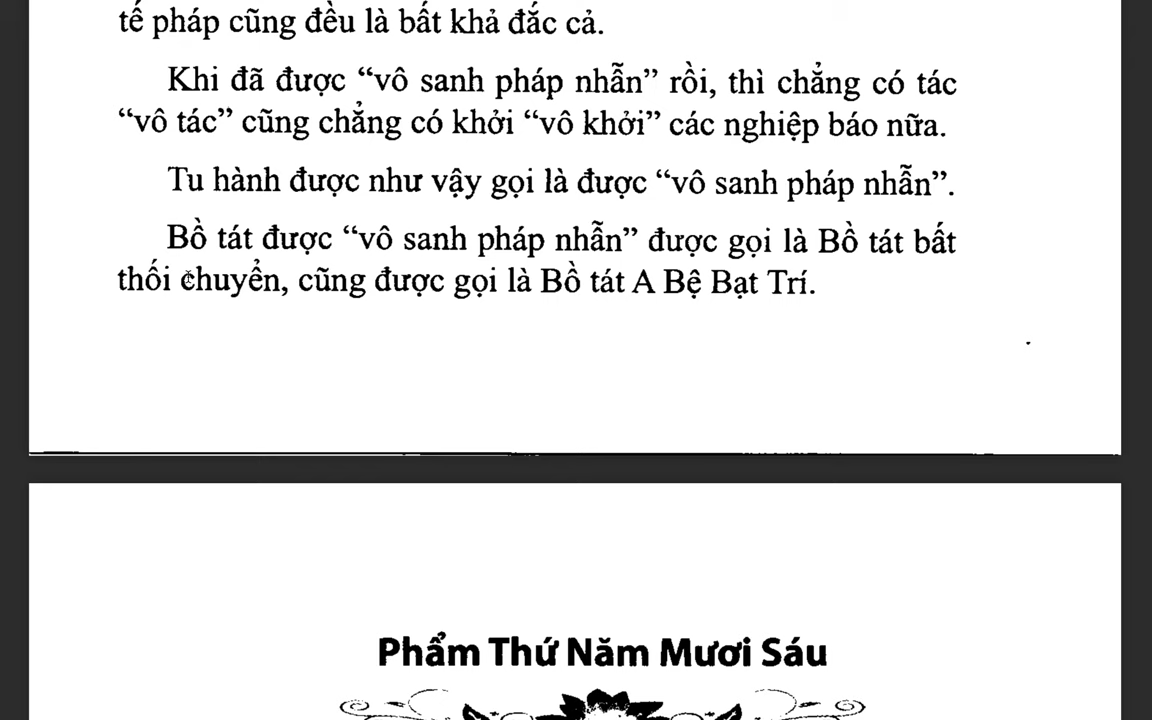 tế pháp cũng đều là bất khả đắc cả.
Khi đã được “vô sanh pháp nhẫn” rồi, thì chẳng có tác
“vô tác” cũng chẳng có khởi “vô khởi” các nghiệp báo nữa.
Tu hành được như vậy gọi là được “vô sanh pháp nhẫn”.
Bồ tát được “vô sanh pháp nhẫn” được gọi là Bồ tát bất
thối chuyển, cũng được gọi là Bồ tát A Bệ Bạt Trí.
Phẩm Thứ Năm Mươi Sáu